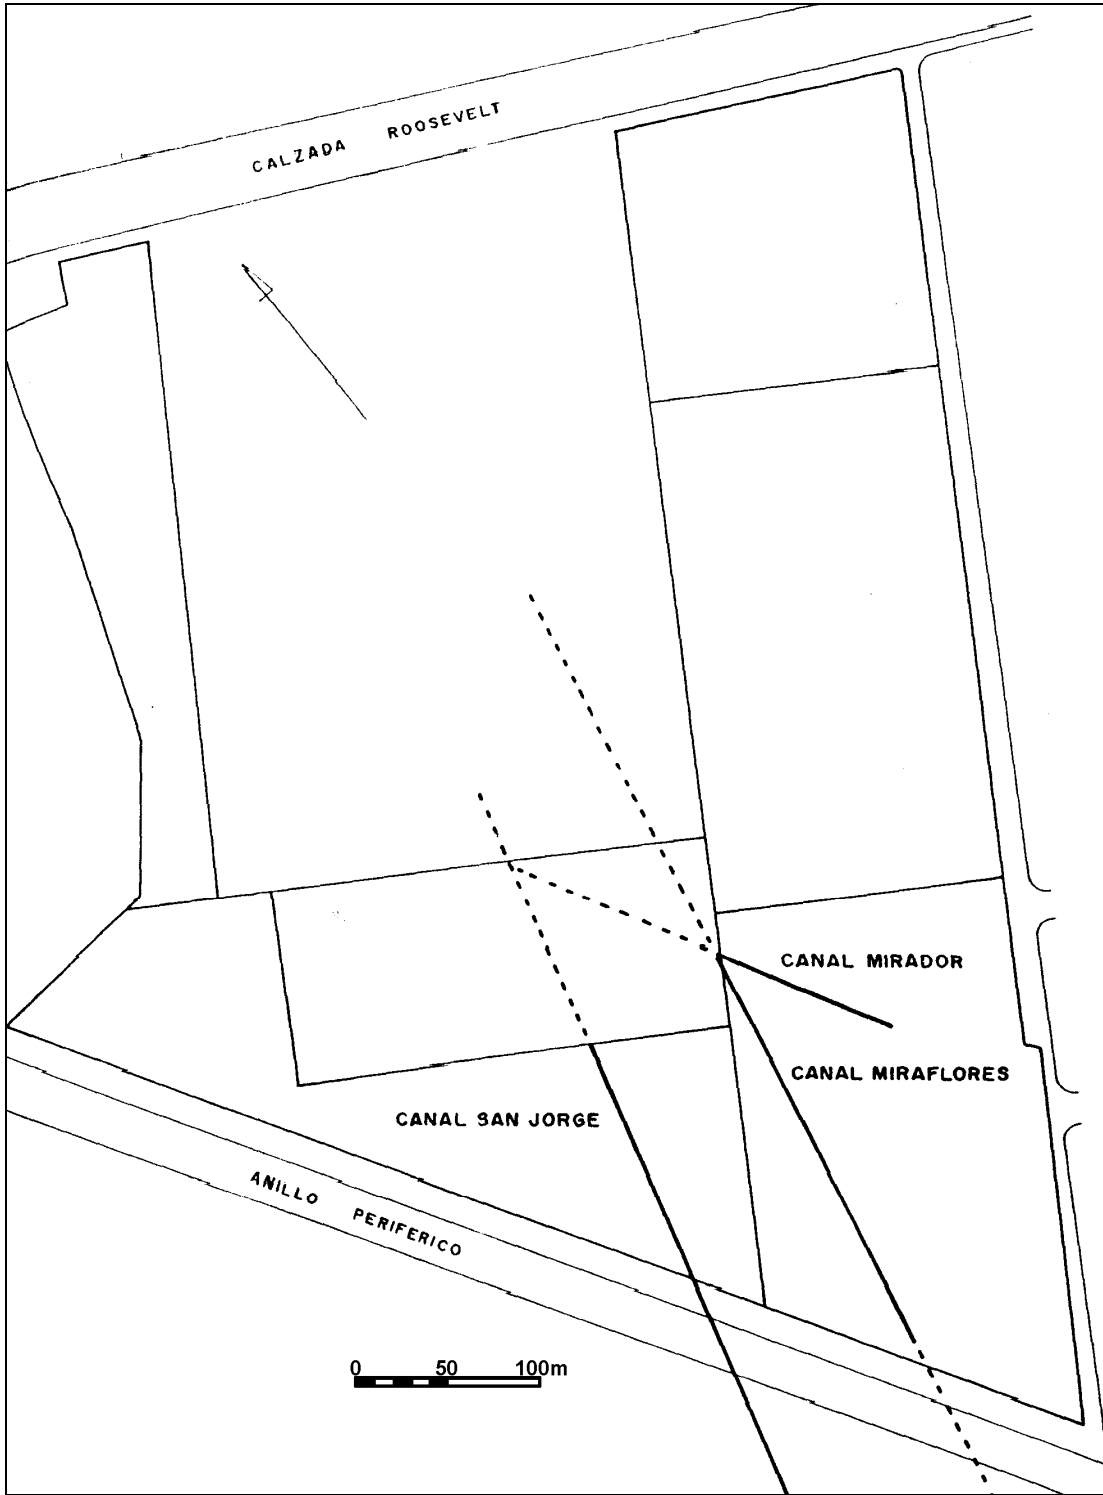 CALZADA ROOSEVELT
CANAL MIRADOR
CANAL MIRAFLORES
CANAL SAN JORGE
ANILLO PERIFERICO
0 50 100m